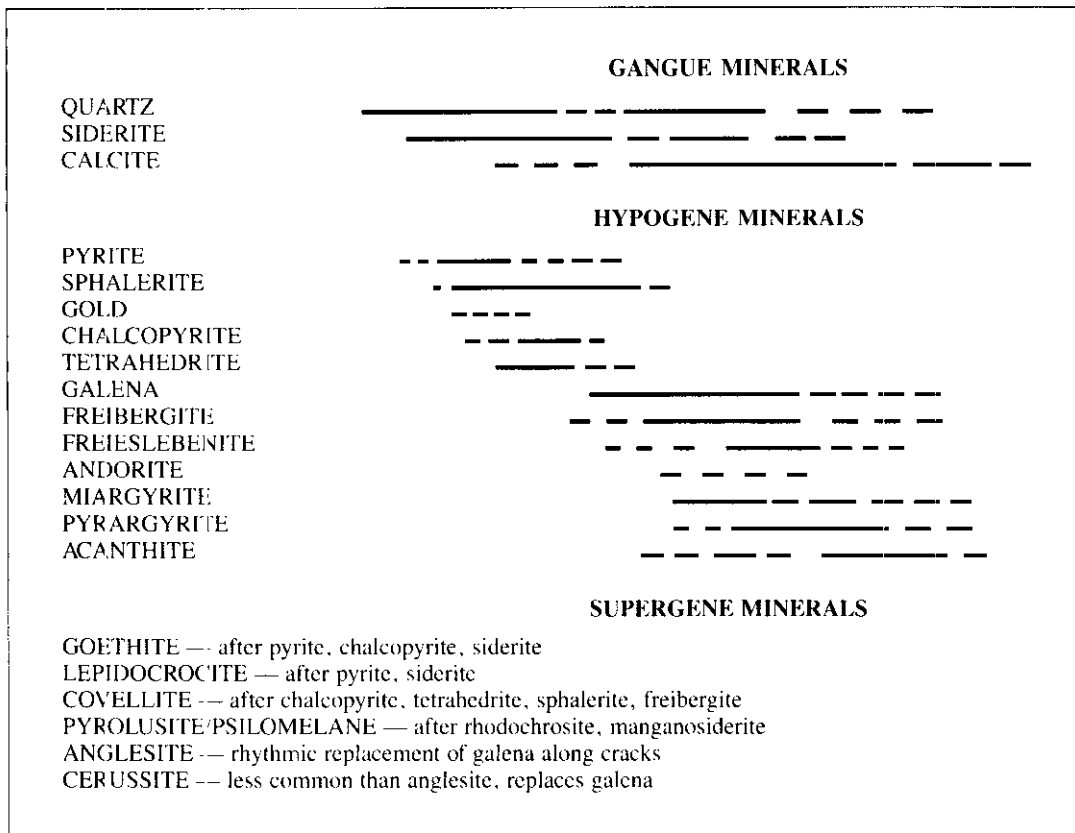 GANGUE MINERALS
QUARTZ
SIDERITE
CALCITE
HYPOGENE MINERALS
PYRITE
SPHALERITE
GOLD
CHALCOPYRITE
TETRAHEDRITE
GALENA
FREIBERGITE
FREIESLEBENITE
ANDORITE
MIARGYRITE
PYRARGYRITE
ACANTHITE
SUPERGENE MINERALS
GOETHITE — after pyrite, chalcopyrite, siderite
LEPIDOCROCITE — after pyrite, siderite
COVELLITE — after chalcopyrite, tetrahedrite, sphalerite, freibergite
PYROLUSITE/PSILOMELANE — after rhodochrosite, manganosiderite
ANGLESITE — rhythmic replacement of galena along cracks
CERUSSITE — less common than anglesite, replaces galena